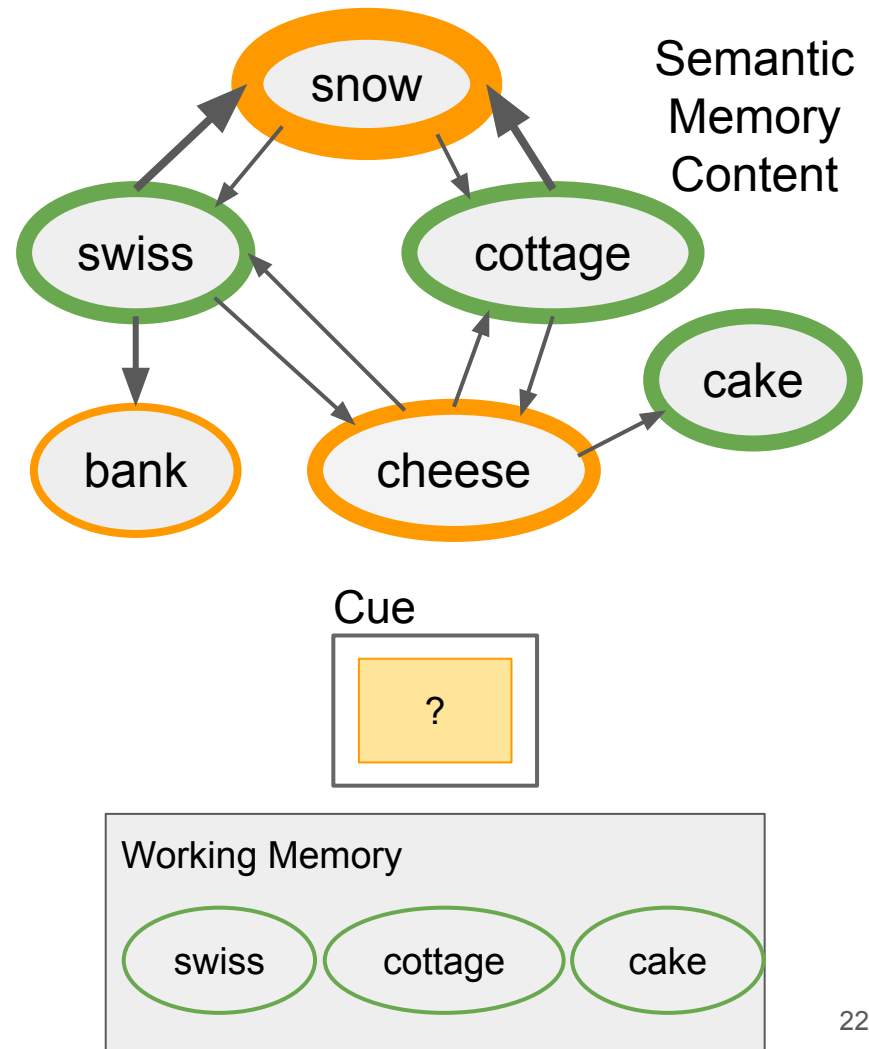 snow
Semantic
Memory
Content
swiss
cottage
cake
bank
cheese
Cue
?
Working Memory
swiss
cottage
cake
22